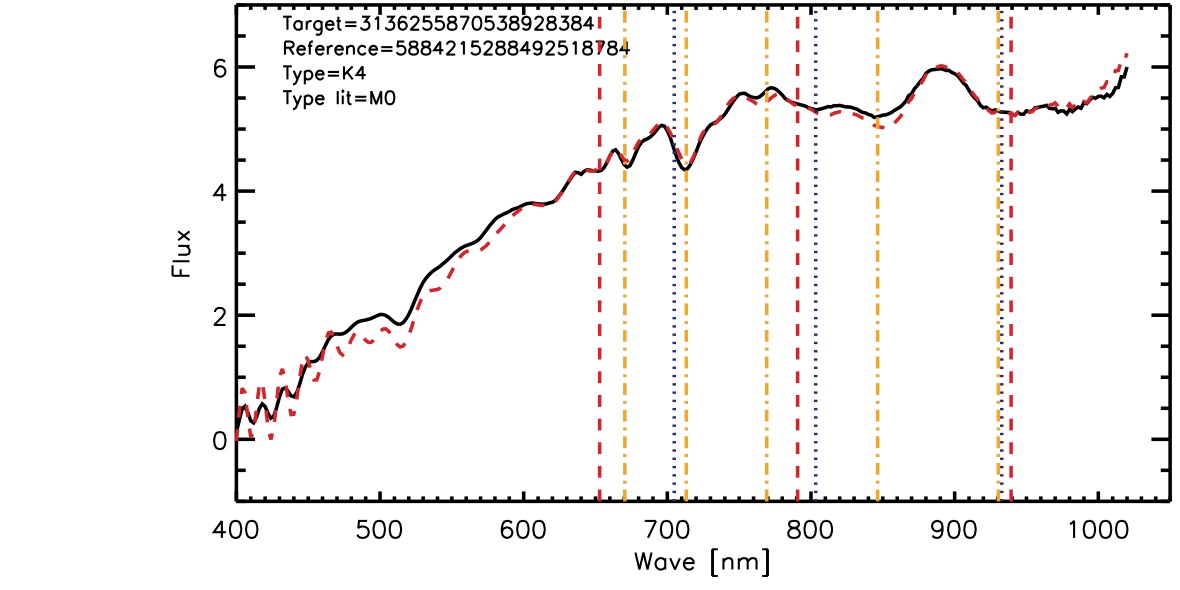 Target=3136255870538928384
Reference=5884215288492518784
Type=K4
Type lit=M0
6
4
2
0
Flux
400 500 600 700 800 900 1000
Wave [nm]